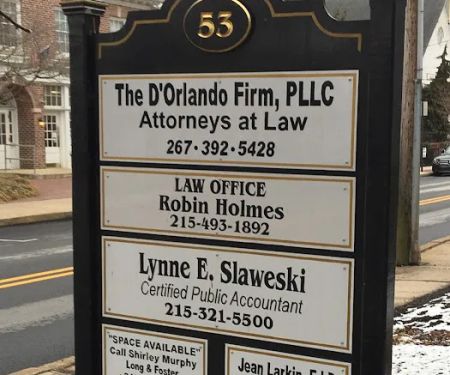 53
The D'Orlando Firm, PLLC
Attorneys at Law
267·392·5428
LAW OFFICE
Robin Holmes
215-493-1892
Lynne E. Slaweski
Certified Public Accountant
215-321-5500
"SPACE AVAILABLE"
Call Shirley Murphy
Long & Foster
Jean Larkin,